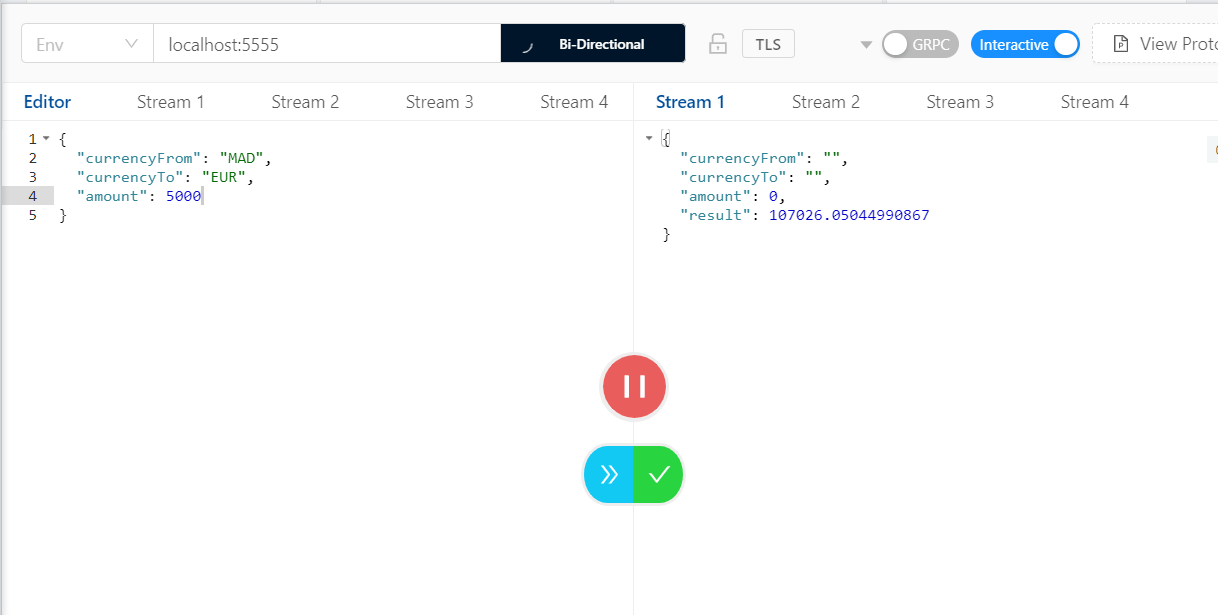 Env localhost:5555 Bi-Directional TLS GRPC Interactive View Proto
Editor Stream 1 Stream 2 Stream 3 Stream 4 Stream 1 Stream 2 Stream 3 Stream 4
1 {
2 "currencyFrom": "MAD",
3 "currencyTo": "EUR",
4 "amount": 5000
5 }
{
"currencyFrom": "",
"currencyTo": "",
"amount": 0,
"result": 107026.05044990867
}